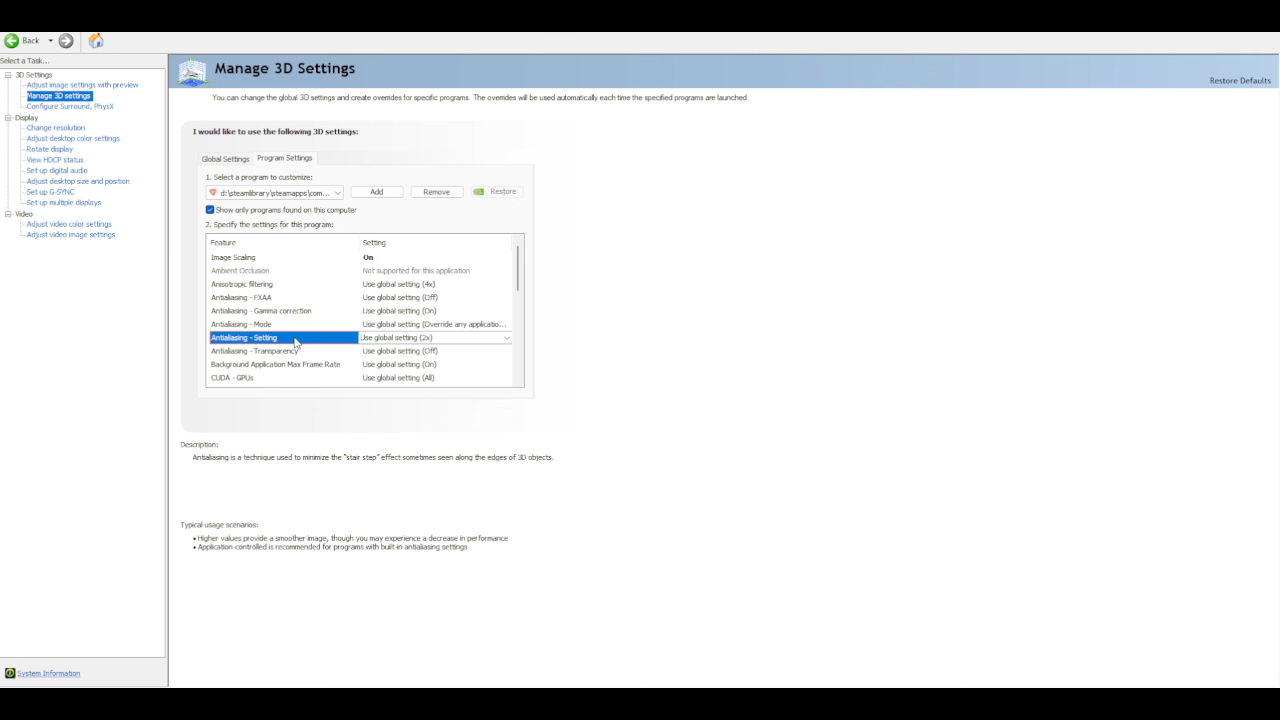 Back
Select a Task...
3D Settings
Adjust image settings with preview
Manage 3D settings
Configure Surround, PhysX
Display
Change resolution
Adjust desktop color settings
Rotate display
View HDCP status
Set up digital audio
Adjust desktop size and position
Set up G-SYNC
Set up multiple displays
Video
Adjust video color settings
Adjust video image settings
System Information
Manage 3D Settings
Restore Defaults
You can change the global 3D settings and create overrides for specific programs. The overrides will be used automatically each time the specified programs are launched.
I would like to use the following 3D settings:
Global Settings Program Settings
1. Select a program to customize:
d:\steamlibrary\steamapps\com... Add Remove Restore
Show only programs found on this computer
2. Specify the settings for this program:
Feature Setting
Image Scaling On
Ambient Occlusion Not supported for this application
Anisotropic filtering Use global setting (4x)
Antialiasing - FXAA Use global setting (Off)
Antialiasing - Gamma correction Use global setting (On)
Antialiasing - Mode Use global setting (Override any applicatio...
Antialiasing - Setting Use global setting (2x)
Antialiasing - Transparency Use global setting (Off)
Background Application Max Frame Rate Use global setting (On)
CUDA - GPUs Use global setting (All)
Description:
Antialiasing is a technique used to minimize the "stair step" effect sometimes seen along the edges of 3D objects.
Typical usage scenarios:
• Higher values provide a smoother image, though you may experience a decrease in performance
• Application-controlled is recommended for programs with built-in antialiasing settings